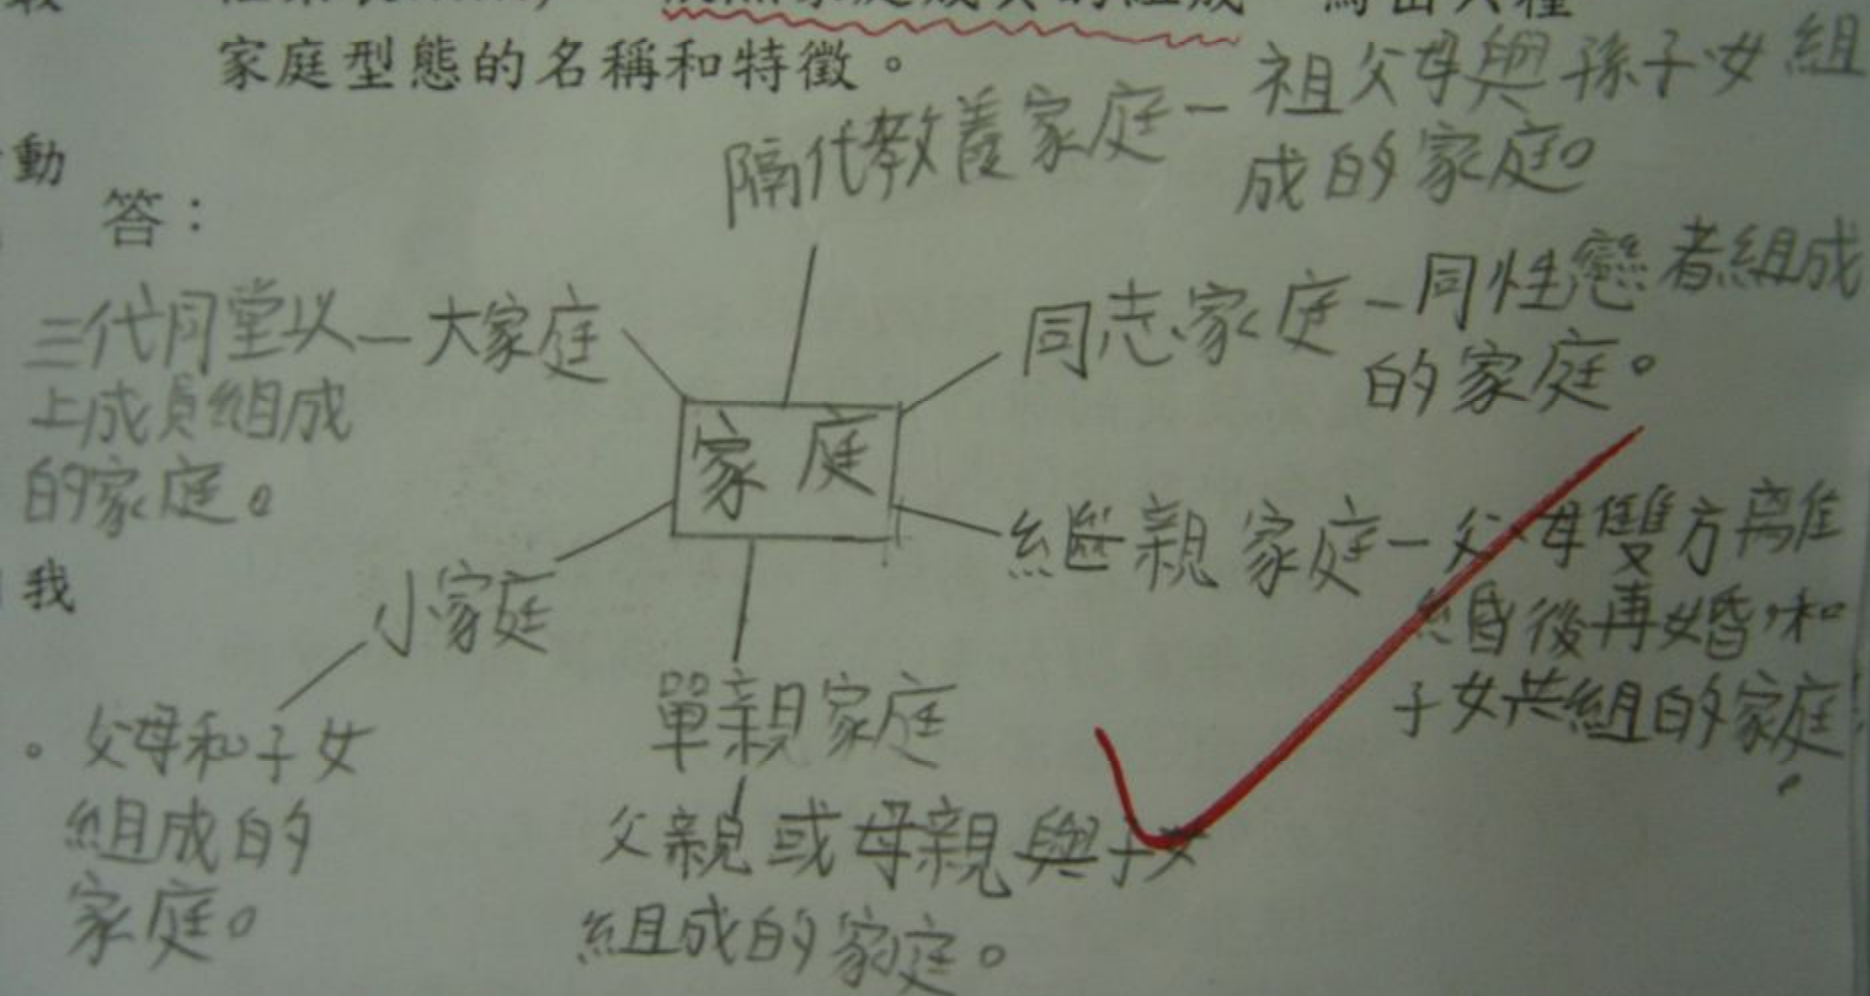 家庭型態的名稱和特徵。
動
答：
我
隔代教養家庭－祖父母與孫子女組
成的家庭。
三代同堂以－大家庭
上成員組成
的家庭。
同志家庭－同性戀者組成
的家庭。
家庭
繼親家庭－父母雙方離
婚後再婚，和
子女共組的家庭。
小家庭
父母和子女
組成的
家庭。
單親家庭
父親或母親與子女
組成的家庭。